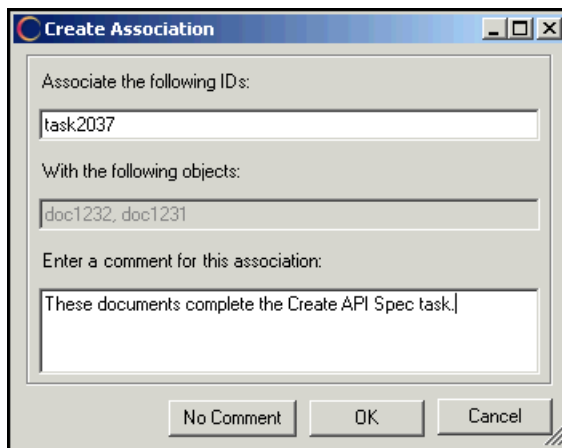 Create Association
Associate the following IDs:
task2037
With the following objects:
doc1232, doc1231
Enter a comment for this association:
These documents complete the Create API Spec task.
No Comment
OK
Cancel